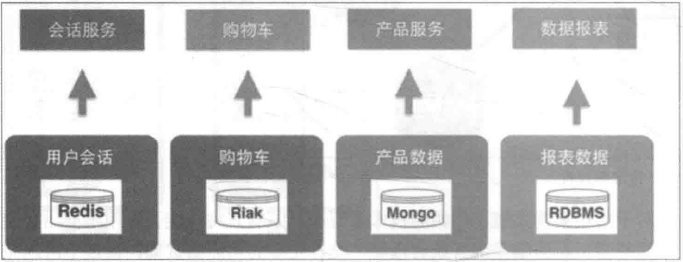 会话服务
购物车
产品服务
数据报表
用户会话
购物车
产品数据
报表数据
Redis
Riak
Mongo
RDBMS